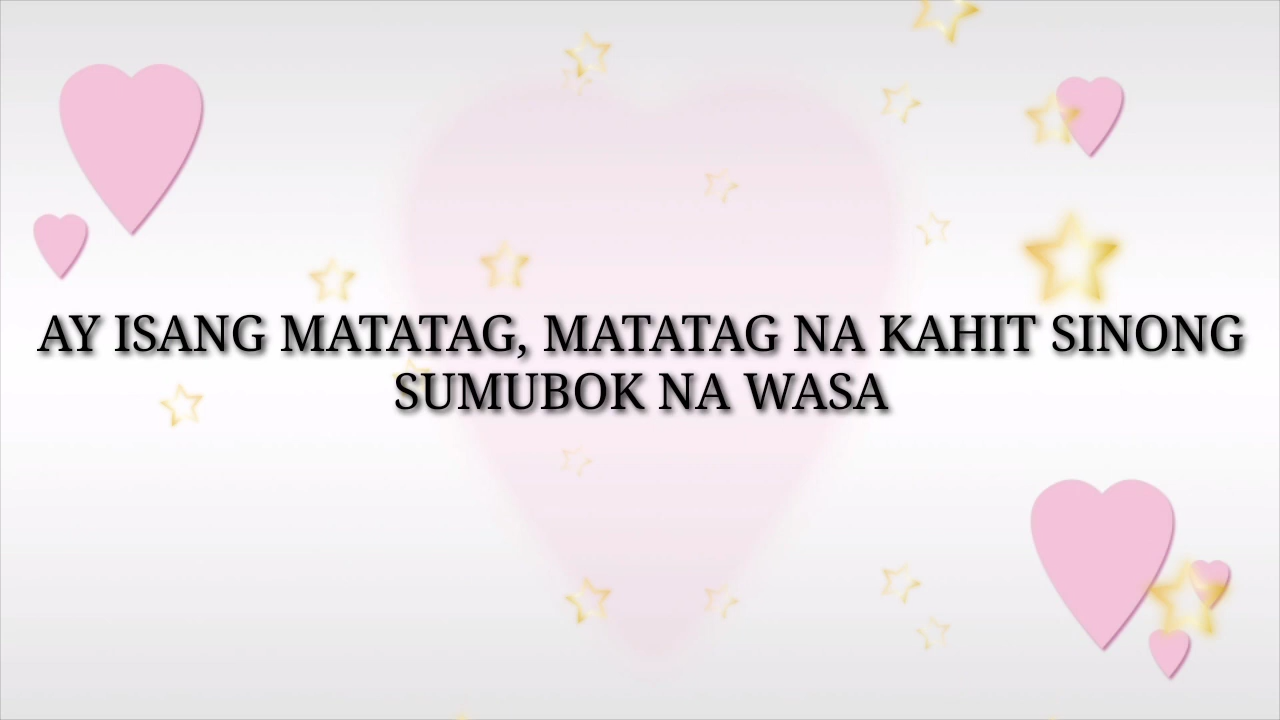 AY ISANG MATATAG, MATATAG NA KAHIT SINONG
SUMUBOK NA WASA